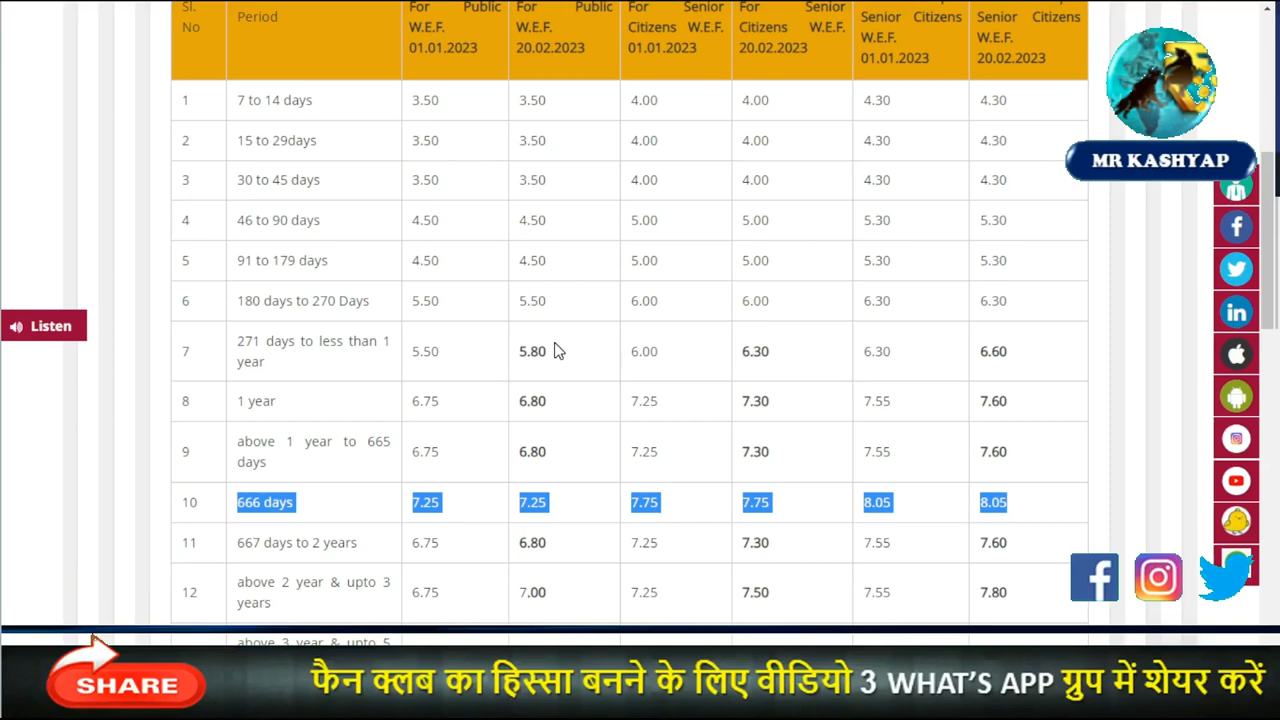 Sl. No Period For Public W.E.F. 01.01.2023 For Public W.E.F. 20.02.2023 For Senior Citizens W.E.F. 01.01.2023 For Senior Citizens W.E.F. 20.02.2023 Senior Citizens W.E.F. 01.01.2023 Senior Citizens W.E.F. 20.02.2023
1 7 to 14 days 3.50 3.50 4.00 4.00 4.30 4.30
2 15 to 29days 3.50 3.50 4.00 4.00 4.30 4.30
3 30 to 45 days 3.50 3.50 4.00 4.00 4.30 4.30
4 46 to 90 days 4.50 4.50 5.00 5.00 5.30 5.30
5 91 to 179 days 4.50 4.50 5.00 5.00 5.30 5.30
6 180 days to 270 Days 5.50 5.50 6.00 6.00 6.30 6.30
7 271 days to less than 1 year 5.50 5.80 6.00 6.30 6.30 6.60
8 1 year 6.75 6.80 7.25 7.30 7.55 7.60
9 above 1 year to 665 days 6.75 6.80 7.25 7.30 7.55 7.60
10 666 days 7.25 7.25 7.75 7.75 8.05 8.05
11 667 days to 2 years 6.75 6.80 7.25 7.30 7.55 7.60
12 above 2 year & upto 3 years 6.75 7.00 7.25 7.50 7.55 7.80
above 3 year & upto 5
MR KASHYAP
Listen
SHARE
फैन क्लब का हिस्सा बनने के लिए वीडियो 3 WHAT'S APP ग्रुप में शेयर करें